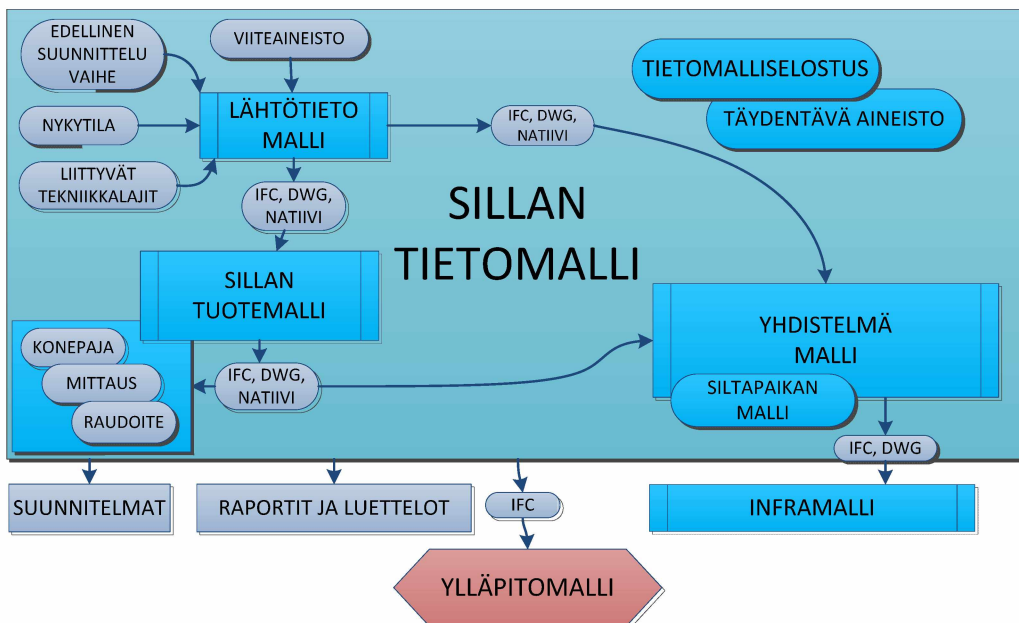 EDELLINEN
SUUNNITTELU
VAIHE
VIITEAINEISTO
NYKYTILA
LIITTYVÄT
TEKNIIKKALAJIT
LÄHTÖTIETO
MALLI
IFC, DWG,
NATIIVI
TIETOMALLISELOSTUS
TÄYDENTÄVÄ AINEISTO
IFC, DWG,
NATIIVI
SILLAN
TIETOMALLI
SILLAN
TUOTEMALLI
YHDISTELMÄ
MALLI
SILTAPAIKAN
MALLI
KONEPAJA
MITTAUS
RAUDOITE
IFC, DWG,
NATIIVI
IFC, DWG
SUUNNITELMAT
RAPORTIT JA LUETTELOT
IFC
INFRAMALLI
YLLÄPITOMALLI